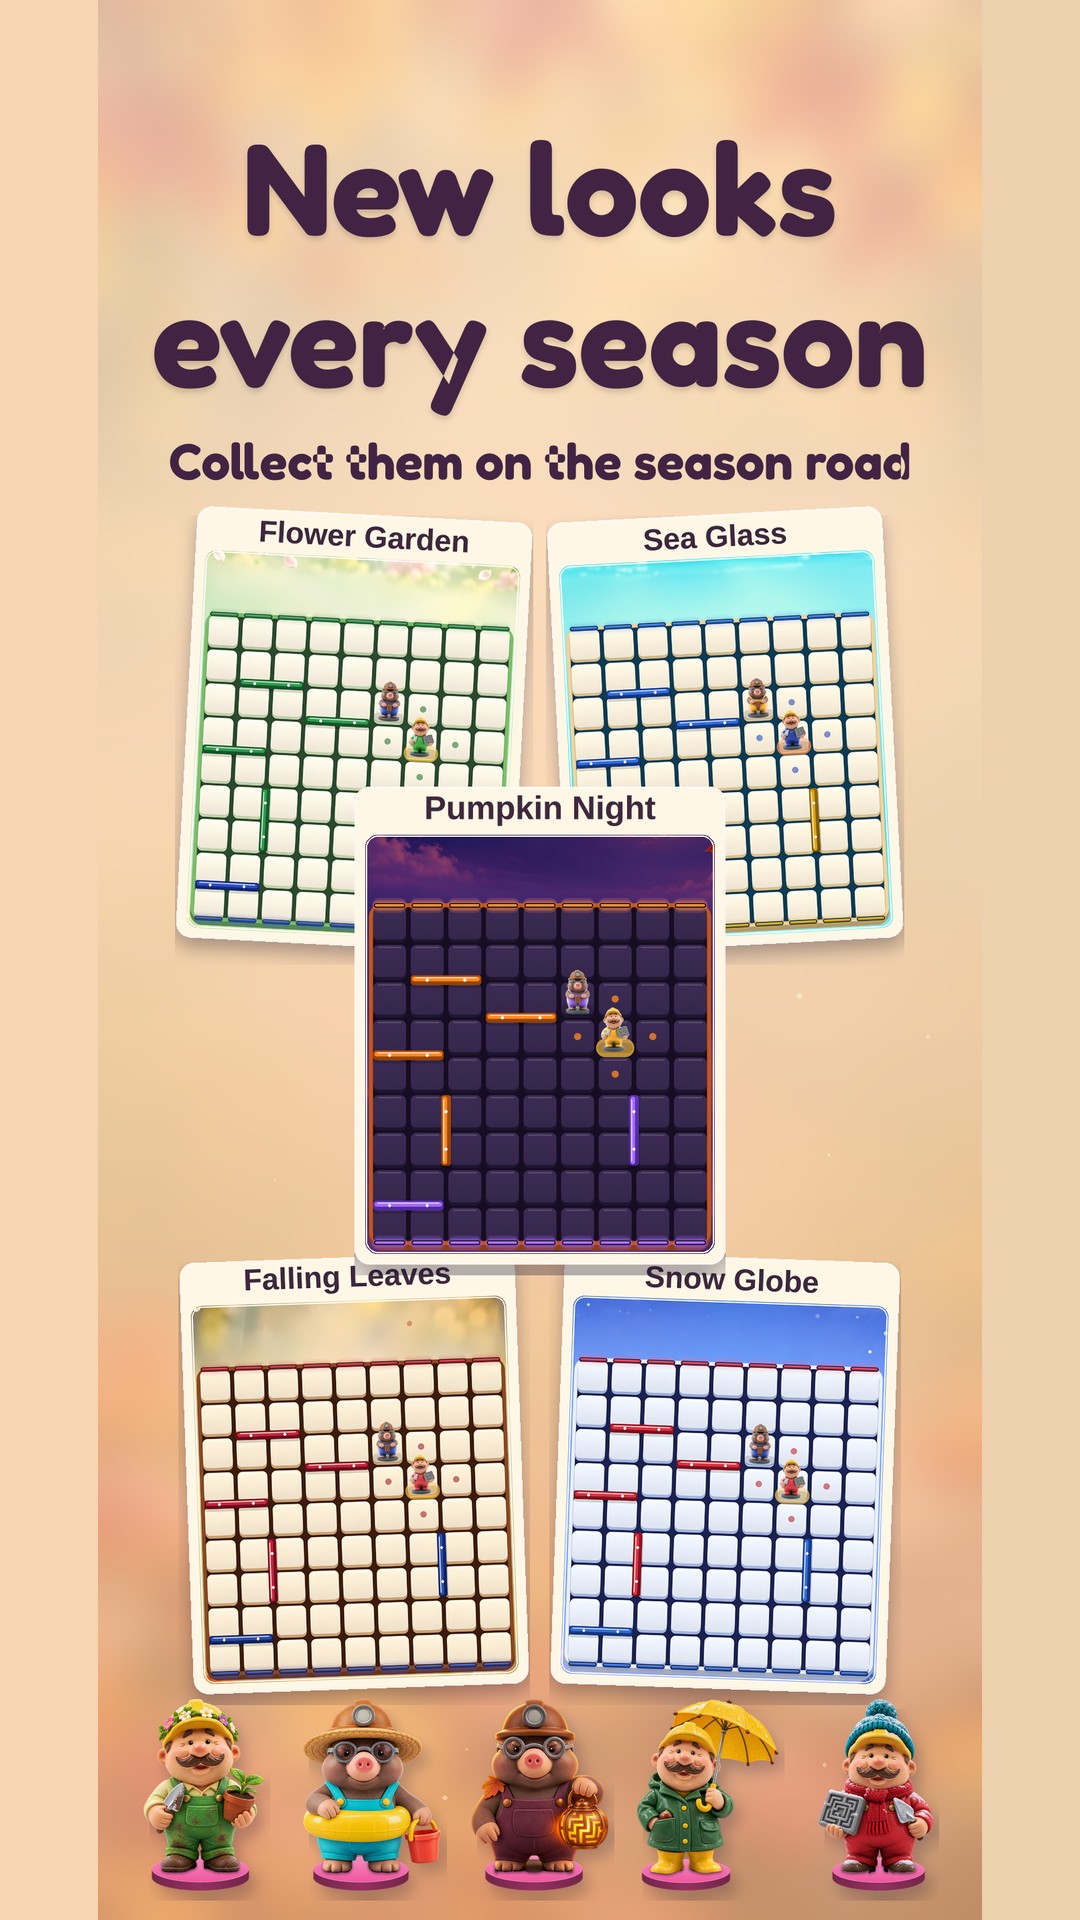 New looks
every season
Collect them on the season road
Flower Garden
Sea Glass
Pumpkin Night
Falling Leaves
Snow Globe